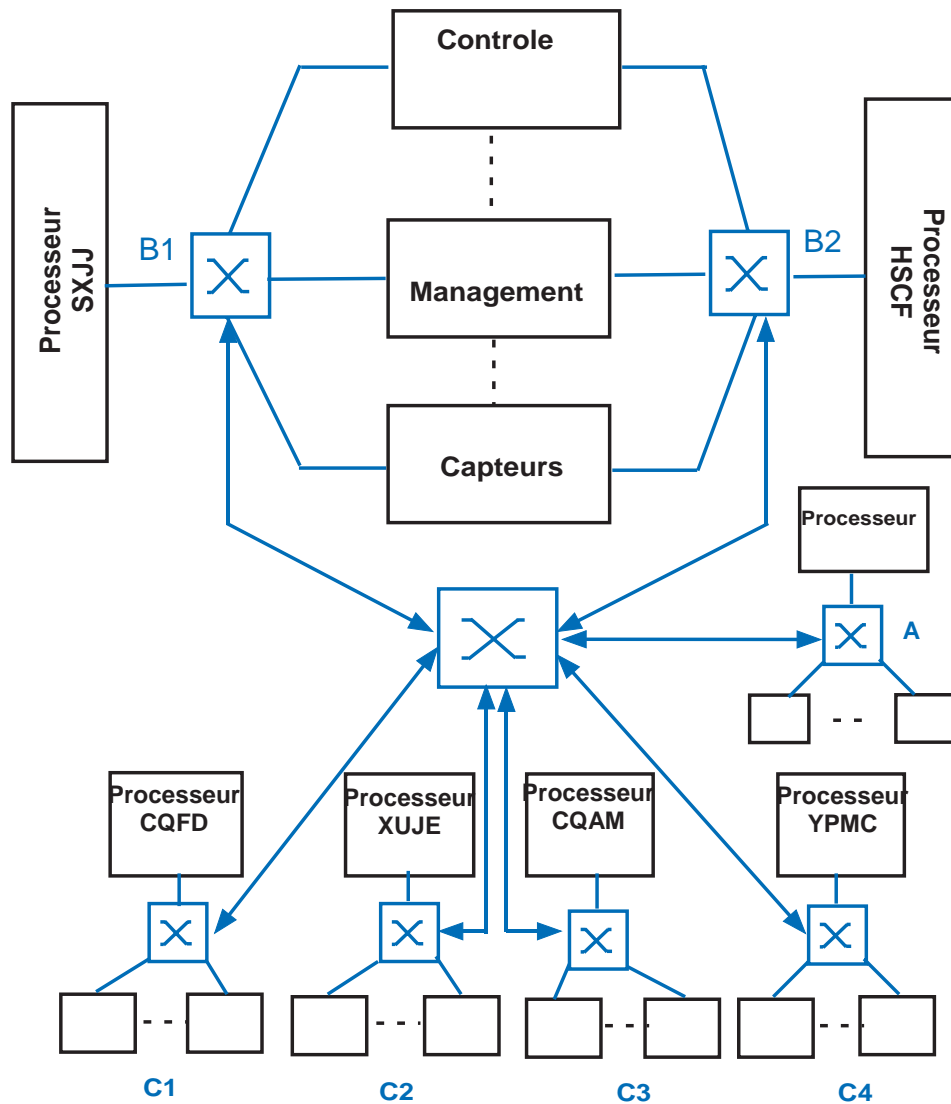 Controle
Processeur
SXJJ
B1
Management
B2
Processeur
HSCF
Capteurs
Processeur
A
Processeur
CQFD
Processeur
XUJE
Processeur
CQAM
Processeur
YPMC
C1
C2
C3
C4